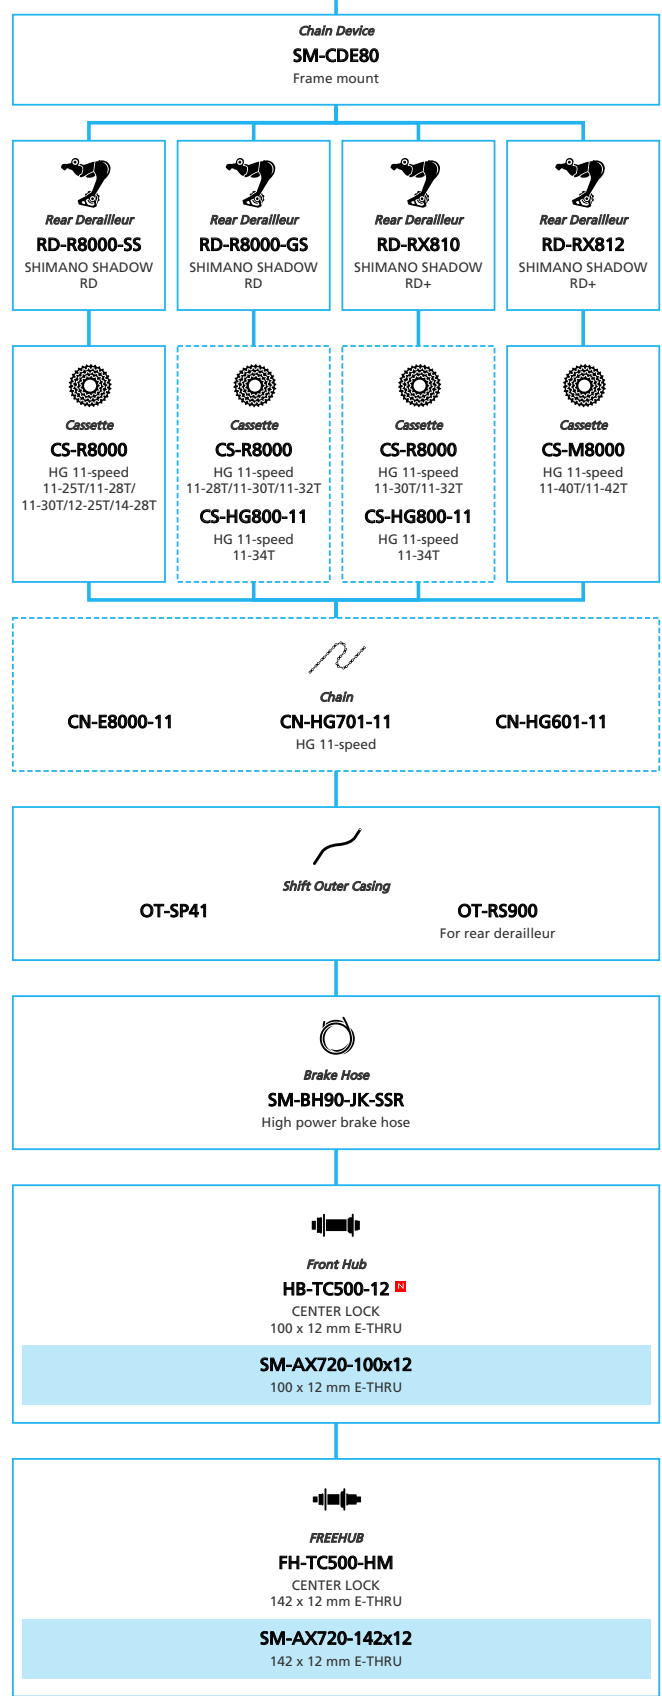 Chain Device
SM-CDE80
Frame mount
Rear Derailleur
RD-R8000-SS
SHIMANO SHADOW
RD
Rear Derailleur
RD-R8000-GS
SHIMANO SHADOW
RD
Rear Derailleur
RD-RX810
SHIMANO SHADOW
RD+
Rear Derailleur
RD-RX812
SHIMANO SHADOW
RD+
Cassette
CS-R8000
HG 11-speed
11-25T/11-28T/
11-30T/12-25T/14-28T
Cassette
CS-R8000
HG 11-speed
11-28T/11-30T/11-32T
CS-HG800-11
HG 11-speed
11-34T
Cassette
CS-R8000
HG 11-speed
11-30T/11-32T
CS-HG800-11
HG 11-speed
11-34T
Cassette
CS-M8000
HG 11-speed
11-40T/11-42T
Chain
CN-E8000-11
CN-HG701-11
HG 11-speed
CN-HG601-11
Shift Outer Casing
OT-SP41
OT-RS900
For rear derailleur
Brake Hose
SM-BH90-JK-SSR
High power brake hose
Front Hub
HB-TC500-12 N
CENTER LOCK
100 x 12 mm E-THRU
SM-AX720-100x12
100 x 12 mm E-THRU
FREEHUB
FH-TC500-HM
CENTER LOCK
142 x 12 mm E-THRU
SM-AX720-142x12
142 x 12 mm E-THRU